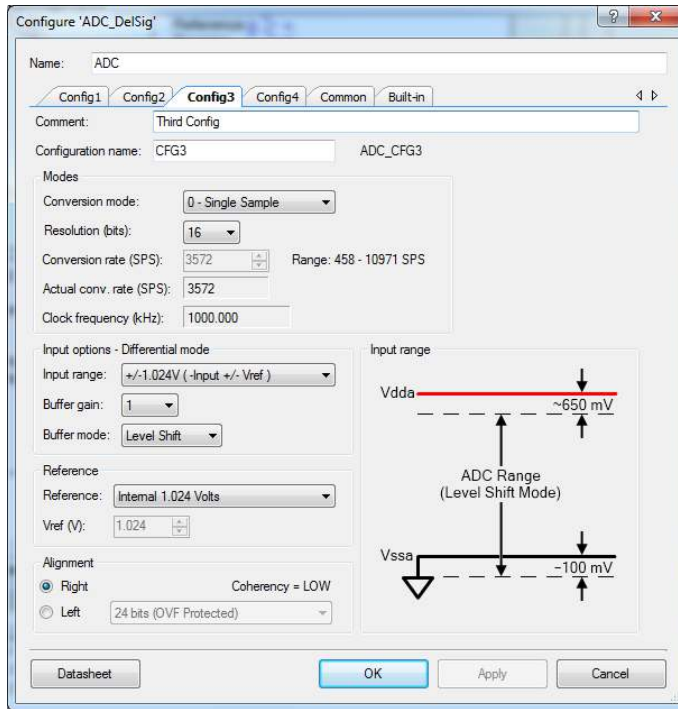 Configure 'ADC_DelSig'
Name: ADC
Config1 Config2 Config3 Config4 Common Built-in
Comment: Third Config
Configuration name: CFG3 ADC_CFG3
Modes
Conversion mode: 0 - Single Sample
Resolution (bits): 16
Conversion rate (SPS): 3572 Range: 458 - 10971 SPS
Actual conv. rate (SPS): 3572
Clock frequency (kHz): 1000.000
Input options - Differential mode
Input range: +/-1.024V ( -Input +/- Vref )
Buffer gain: 1
Buffer mode: Level Shift
Reference
Reference: Internal 1.024 Volts
Vref (V): 1.024
Alignment
Right Coherency = LOW
Left 24 bits (OVF Protected)
Input range
Vdda
~650 mV
ADC Range
(Level Shift Mode)
Vssa
~100 mV
Datasheet OK Apply Cancel